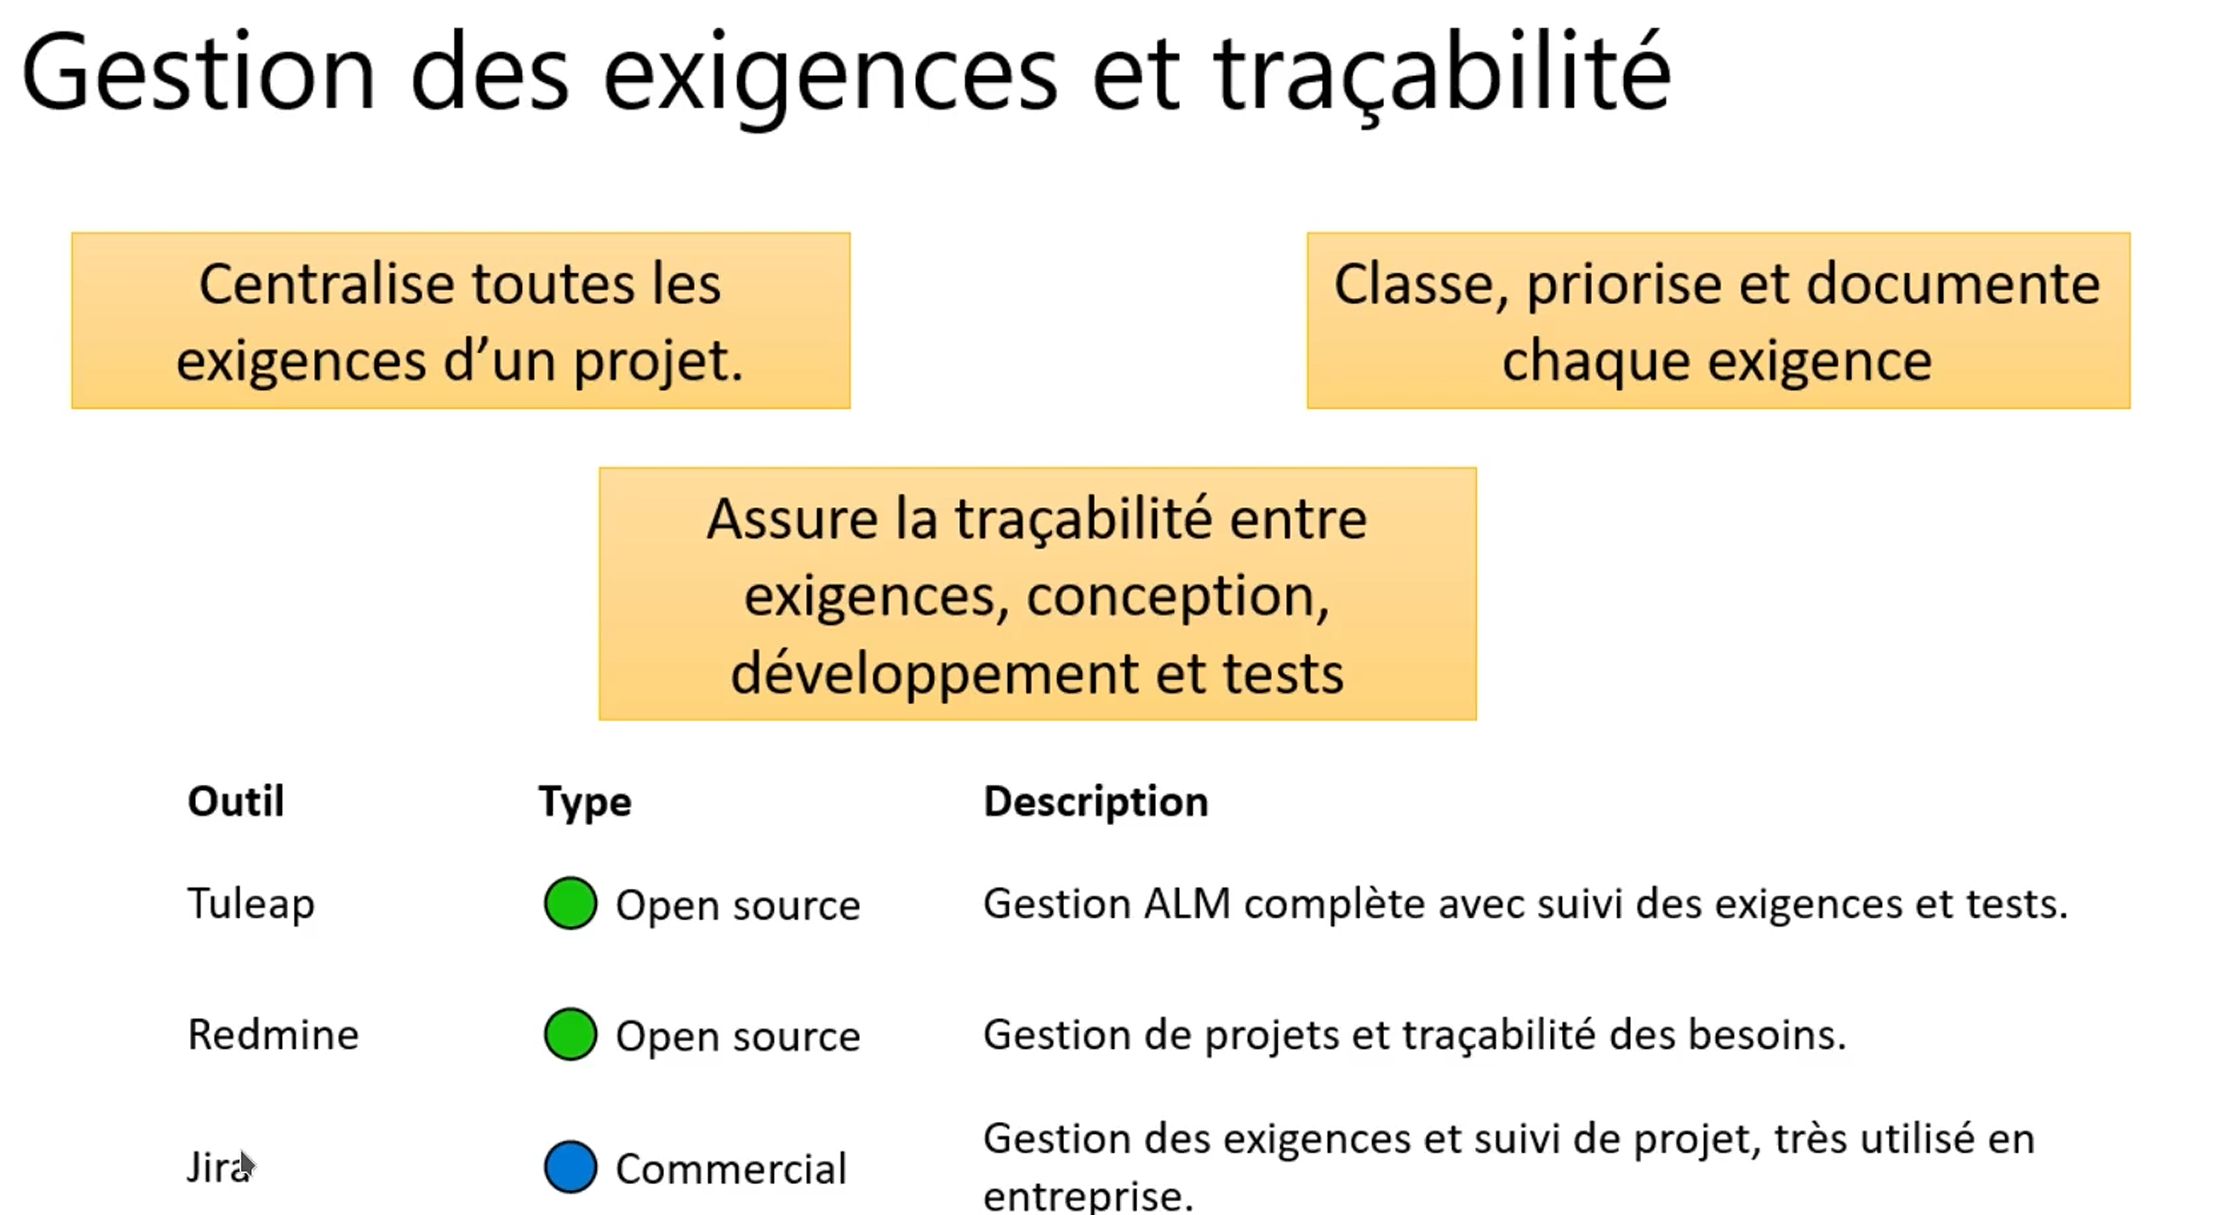 Gestion des exigences et traçabilité
Centralise toutes les
exigences d’un projet.
Classe, priorise et documente
chaque exigence
Assure la traçabilité entre
exigences, conception,
développement et tests
Outil Type Description
Tuleap Open source Gestion ALM complète avec suivi des exigences et tests.
Redmine Open source Gestion de projets et traçabilité des besoins.
Jira Commercial Gestion des exigences et suivi de projet, très utilisé en
entreprise.